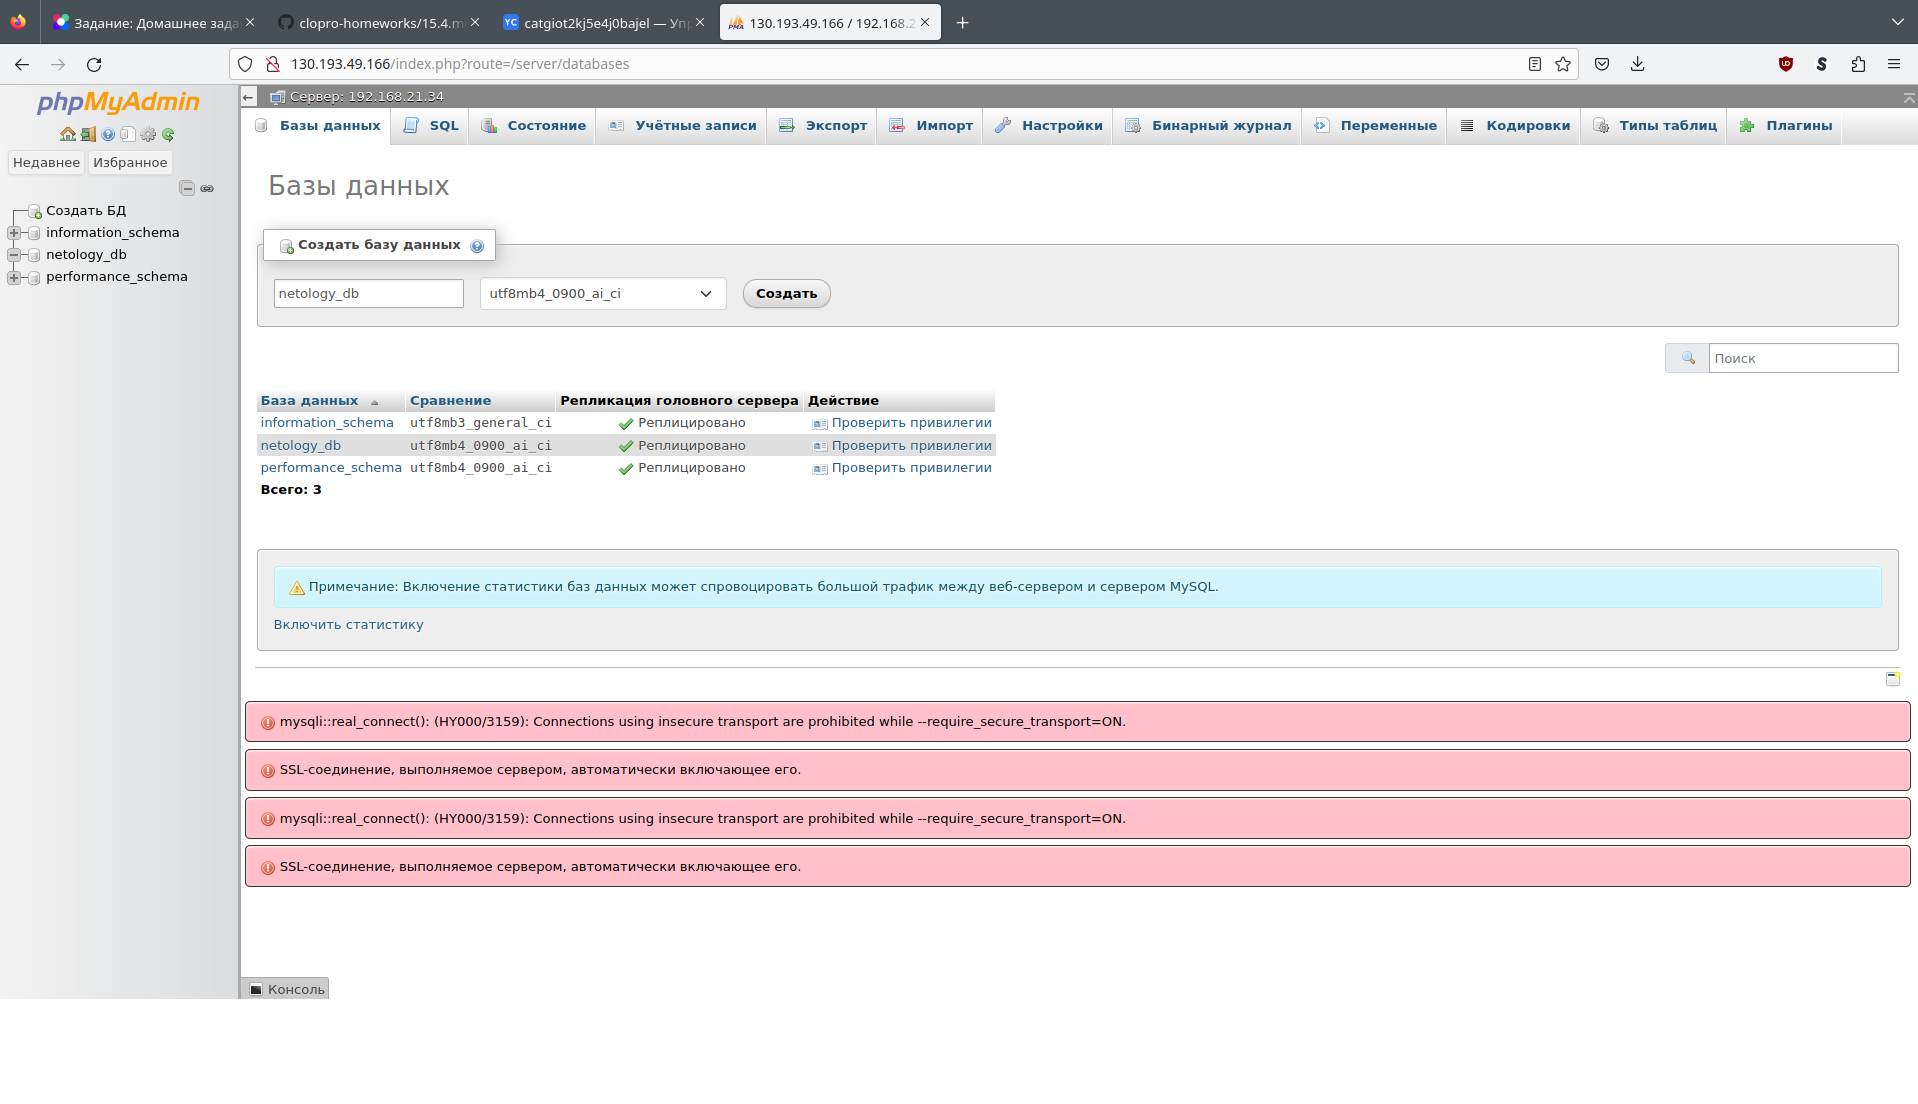 Задание: Домашнее зада
clopro-homeworks/15.4.m
YC catgiot2kj5e4j0bajel — Уп
PMA 130.193.49.166 / 192.168.2
130.193.49.166/index.php?route=/server/databases
phpMyAdmin
Недавнее Избранное
Создать БД
information_schema
netology_db
performance_schema
Сервер: 192.168.21.34
Базы данных SQL Состояние Учётные записи Экспорт Импорт Настройки Бинарный журнал Переменные Кодировки Типы таблиц Плагины
Базы данных
Создать базу данных
netology_db utf8mb4_0900_ai_ci Создать
Поиск
База данных Сравнение Репликация головного сервера Действие
information_schema utf8mb3_general_ci Реплицировано Проверить привилегии
netology_db utf8mb4_0900_ai_ci Реплицировано Проверить привилегии
performance_schema utf8mb4_0900_ai_ci Реплицировано Проверить привилегии
Всего: 3
Примечание: Включение статистики баз данных может спровоцировать большой трафик между веб-сервером и сервером MySQL.
Включить статистику
mysqli::real_connect(): (HY000/3159): Connections using insecure transport are prohibited while --require_secure_transport=ON.
SSL-соединение, выполняемое сервером, автоматически включающее его.
mysqli::real_connect(): (HY000/3159): Connections using insecure transport are prohibited while --require_secure_transport=ON.
SSL-соединение, выполняемое сервером, автоматически включающее его.
Консоль